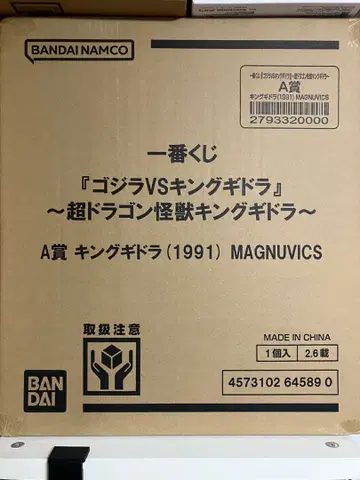 BANDAI NAMCO
一番くじ『ゴジラVSキングギドラ』～超ドラゴン怪獣キングギドラ～
A賞
キングギドラ(1991) MAGNUVICS
2793320000
一番くじ
『ゴジラVSキングギドラ』
～超ドラゴン怪獣キングギドラ～
A賞 キングギドラ(1991) MAGNUVICS
取扱注意
MADE IN CHINA
1個入 2.6載
BAN
DAI
4573102 64589 0